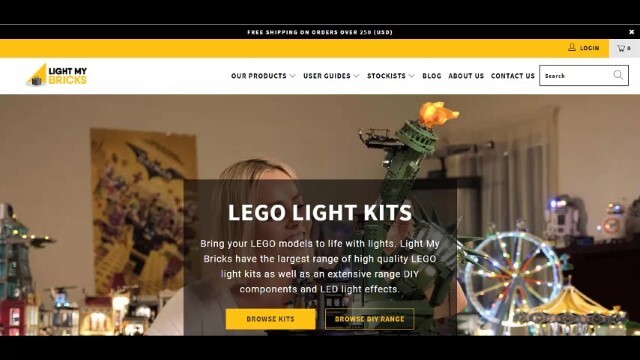 FREE SHIPPING ON ORDERS OVER 250 (USD)
LOGIN
0
LIGHT MY
BRICKS
OUR PRODUCTS
USER GUIDES
STOCKISTS
BLOG
ABOUT US
CONTACT US
Search
LEGO LIGHT KITS
Bring your LEGO models to life with lights. Light My
Bricks have the largest range of high quality LEGO
light kits as well as an extensive range DIY
components and LED light effects.
BROWSE KITS
BROWSE DIY RANGE